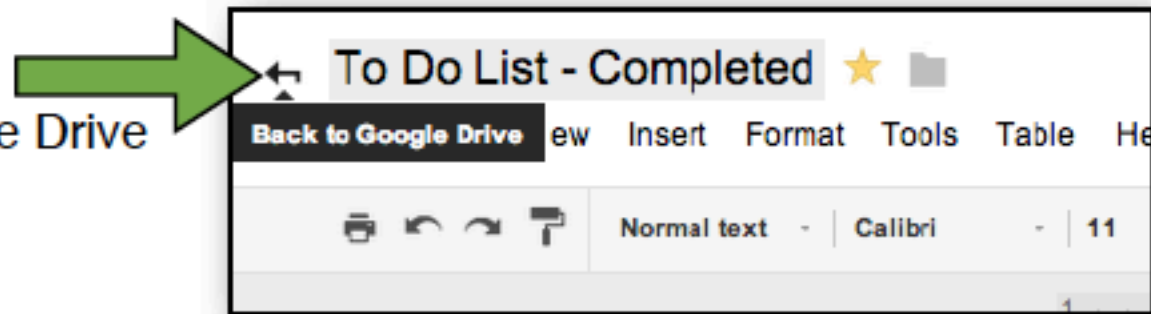 To Do List - Completed
e Drive
Back to Google Drive ew Insert Format Tools Table He
Normal text Calibri 11
1